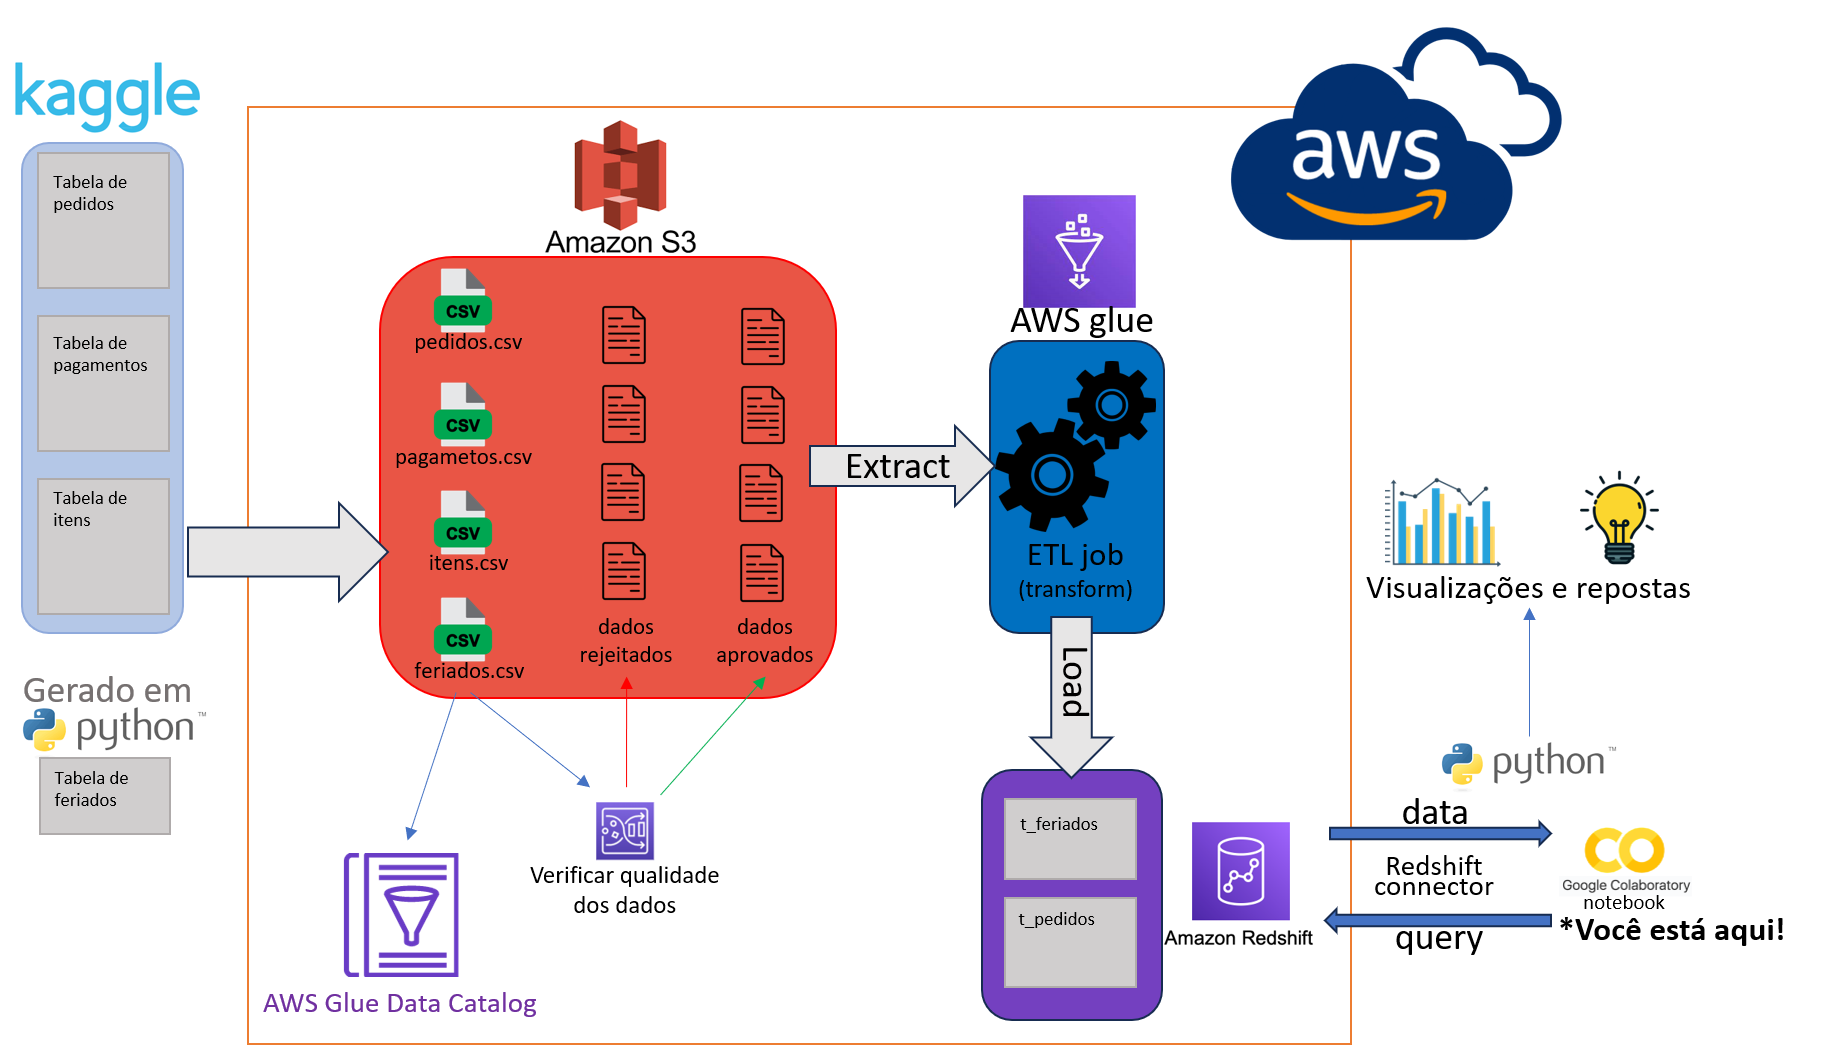 kaggle
Tabela de
pedidos
Tabela de
pagamentos
Tabela de
itens
Gerado em
python™
Tabela de
feriados
Amazon S3
CSV
pedidos.csv
CSV
pagametos.csv
CSV
itens.csv
CSV
feriados.csv
dados
rejeitados
dados
aprovados
Extract
AWS Glue Data Catalog
Verificar qualidade
dos dados
AWS glue
ETL job
(transform)
Load
t_feriados
t_pedidos
Amazon Redshift
aws
Visualizações e repostas
python™
data
Redshift
connector
query
Google Colaboratory
notebook
*Você está aqui!